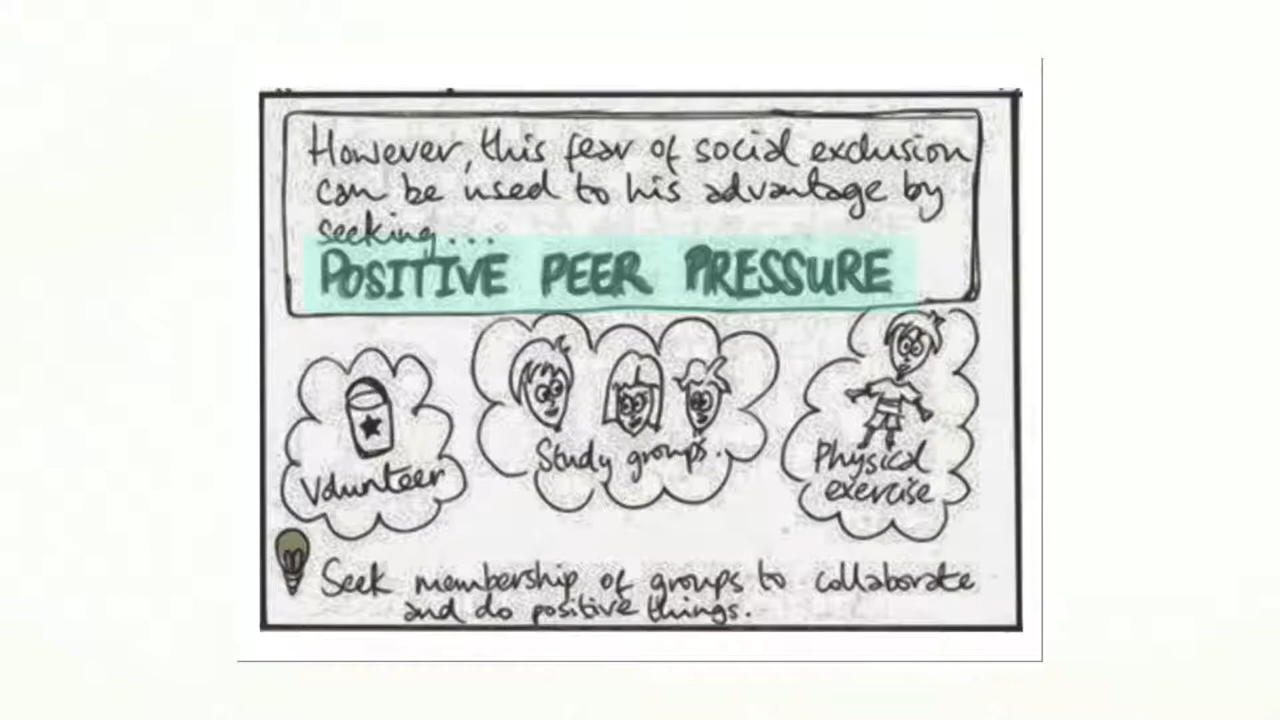 However, this fear of social exclusion
can be used to his advantage by
seeking...
POSITIVE PEER PRESSURE
Volunteer
Study groups.
Physical
exercise
Seek membership of groups to collaborate
and do positive things.